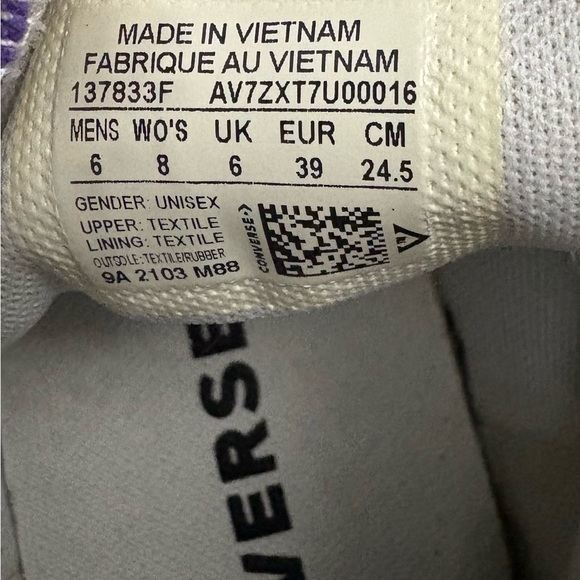 MADE IN VIETNAM
FABRIQUE AU VIETNAM
137833F AV7ZXT7U00016
MENS WO'S UK EUR CM
6 8 6 39 24.5
GENDER: UNISEX
UPPER: TEXTILE
LINING: TEXTILE
OUTSOLE: TEXTILE/RUBBER
9A 2103 M88
CONVERSE
NVERSE